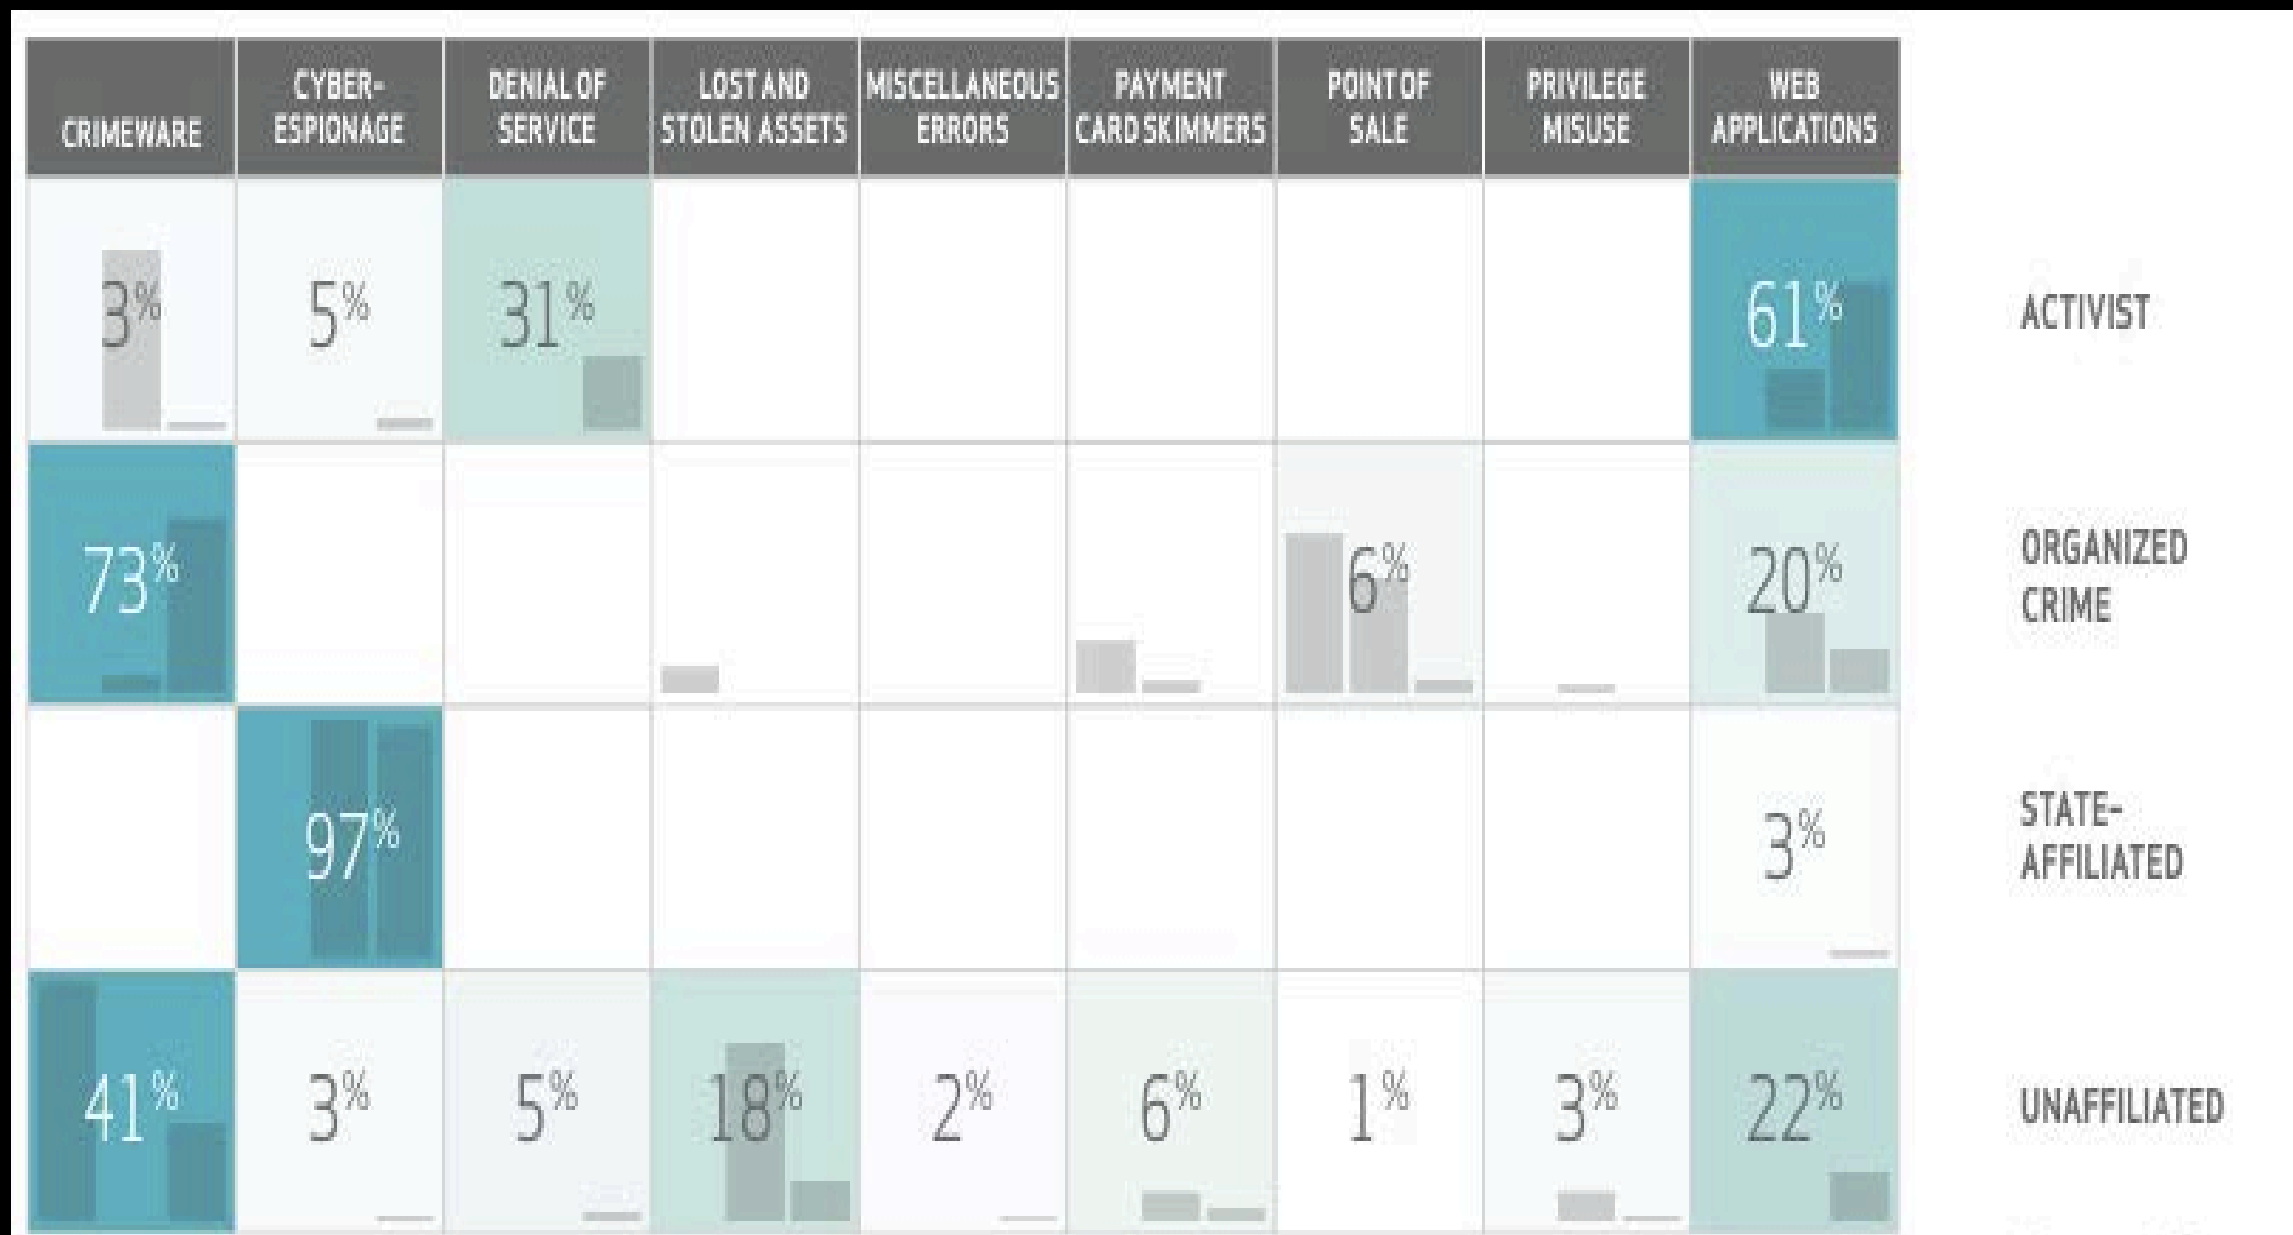 CRIMEWARE
CYBER-
ESPIONAGE
DENIAL OF
SERVICE
LOST AND
STOLEN ASSETS
MISCELLANEOUS
ERRORS
PAYMENT
CARD SKIMMERS
POINT OF
SALE
PRIVILEGE
MISUSE
WEB
APPLICATIONS
3% 5% 31% 61% ACTIVIST
73% 6% 20% ORGANIZED
CRIME
97% 3% STATE-
AFFILIATED
41% 3% 5% 18% 2% 6% 1% 3% 22% UNAFFILIATED